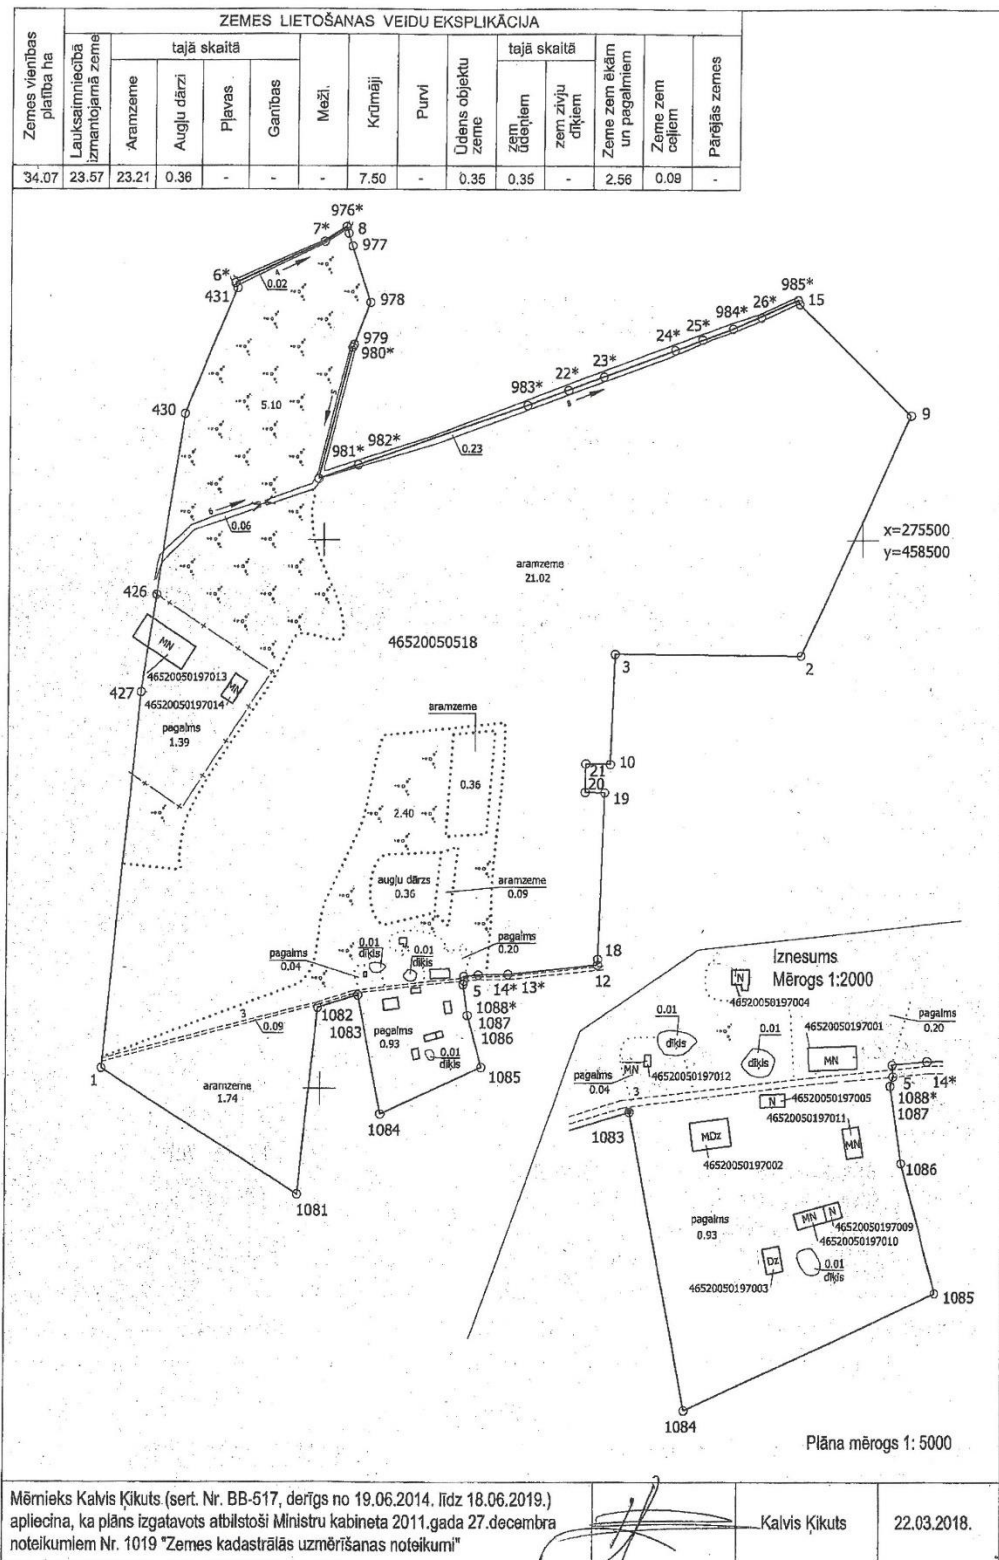 ZEMES LIETOŠANAS VEIDU EKSPLIKĀCIJA
Zemes vienības platība ha
Lauksaimniecībā izmantojamā zeme
tajā skaitā
Aramzeme
Augļu dārzi
Pļavas
Ganības
Meži.
Krūmāji
Purvi
Ūdens objektu zeme
tajā skaitā
zem ūdeņiem
zem zivju dīķiem
Zeme zem ēkām un pagalmiem
Zeme zem ceļiem
Pārējās zemes
34.07 23.57 23.21 0.36 - - - 7.50 - 0.35 0.35 - 2.56 0.09 -
976*
7* 8
977
6*
431
0.02
978
985*
15
26*
984*
25*
24*
979
980*
23*
22*
983*
430
5.10
9
982*
981*
0.23
6
0.06
x=275500
y=458500
aramzeme
21.02
426
46520050518
MN
3
2
46520050197013
427
MN
46520050197014
pagalms
1.39
aramzeme
10
21
20
19
0.36
2.40
augļu dārzs
0.36
aramzeme
0.09
pagalms
0.20
18
12
pagalms
0.04
0.01
dīķis
0.01
dīķis
5 14* 13*
1088*
1087
1086
1082
1083
3
0.09
pagalms
0.93
0.01
dīķis
1085
1
aramzeme
1.74
1084
1081
Iznesums
Mērogs 1:2000
N
46520050197004
pagalms
0.20
0.01
dīķis
0.01
dīķis
46520050197001
MN
pagalms
0.04
MN
46520050197012
5
14*
1088*
1087
3
1083
N
46520050197005
46520050197011
MDz
MN
46520050197002
1086
pagalms
0.93
MN N
46520050197009
46520050197010
Dz
0.01
dīķis
46520050197003
1085
1084
Plāna mērogs 1: 5000
Mērnieks Kalvis Ķikuts (sert. Nr. BB-517, derīgs no 19.06.2014. līdz 18.06.2019.)
apliecina, ka plāns izgatavots atbilstoši Ministru kabineta 2011.gada 27.decembra
noteikumiem Nr. 1019 "Zemes kadastrālās uzmērīšanas noteikumi"
Kalvis Ķikuts
22.03.2018.